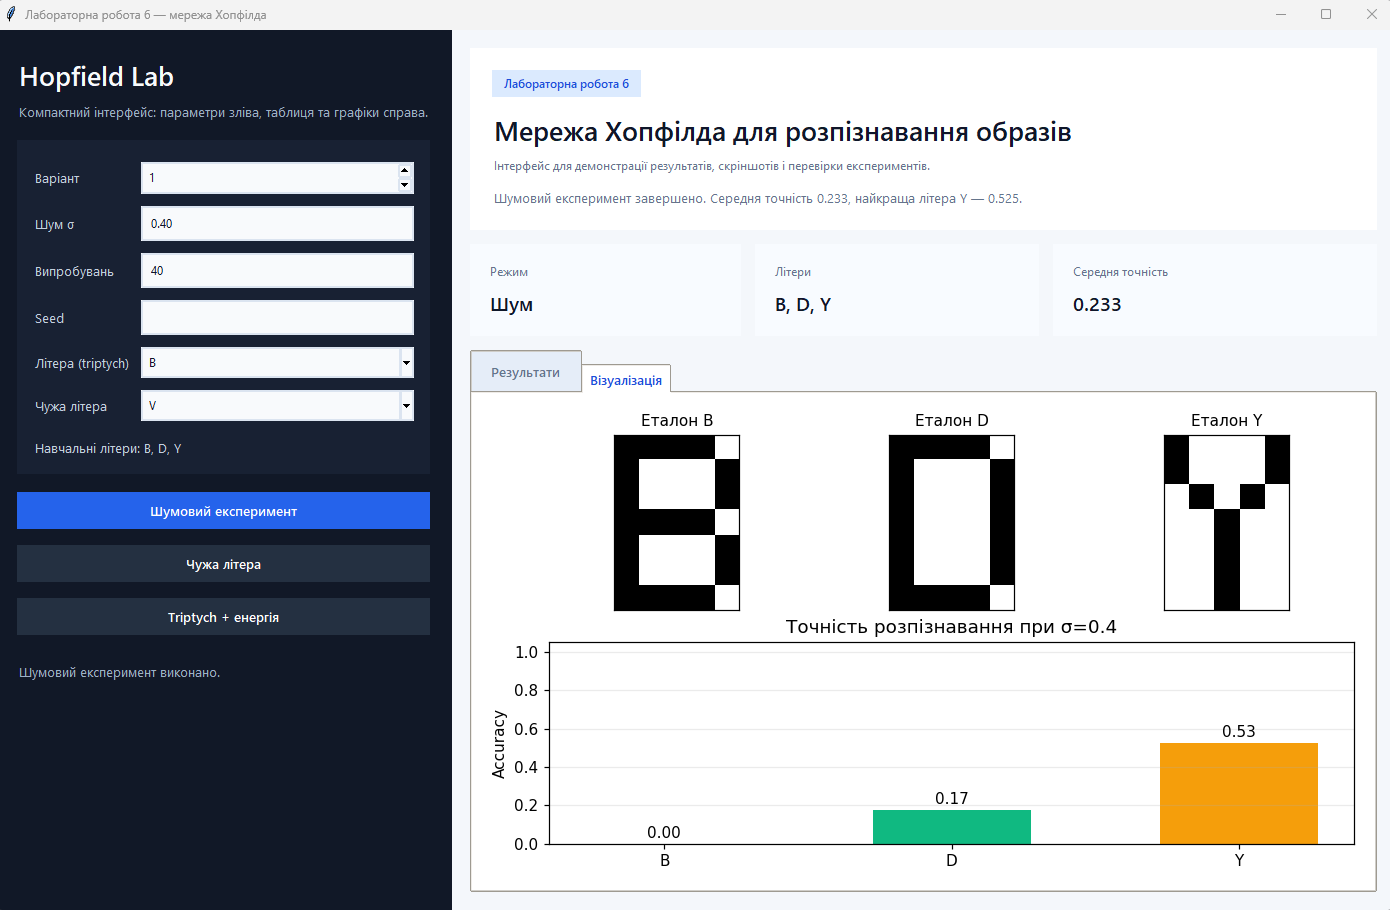 Лабораторна робота 6 — мережа Хопфілда
Hopfield Lab
Компактний інтерфейс: параметри зліва, таблиця та графіки справа.
Варіант
1
Шум σ
0.40
Випробувань
40
Seed
Літера (triptych)
B
Чужа літера
V
Навчальні літери: B, D, Y
Шумовий експеримент
Чужа літера
Triptych + енергія
Шумовий експеримент виконано.
Лабораторна робота 6
Мережа Хопфілда для розпізнавання образів
Інтерфейс для демонстрації результатів, скріншотів і перевірки експериментів.
Шумовий експеримент завершено. Середня точність 0.233, найкраща літера Y — 0.525.
Режим
Шум
Літери
B, D, Y
Середня точність
0.233
Результати
Візуалізація
Еталон B
Еталон D
Еталон Y
Точність розпізнавання при σ=0.4
Accuracy
1.0
0.8
0.6
0.4
0.2
0.0
0.00
0.17
0.53
B
D
Y